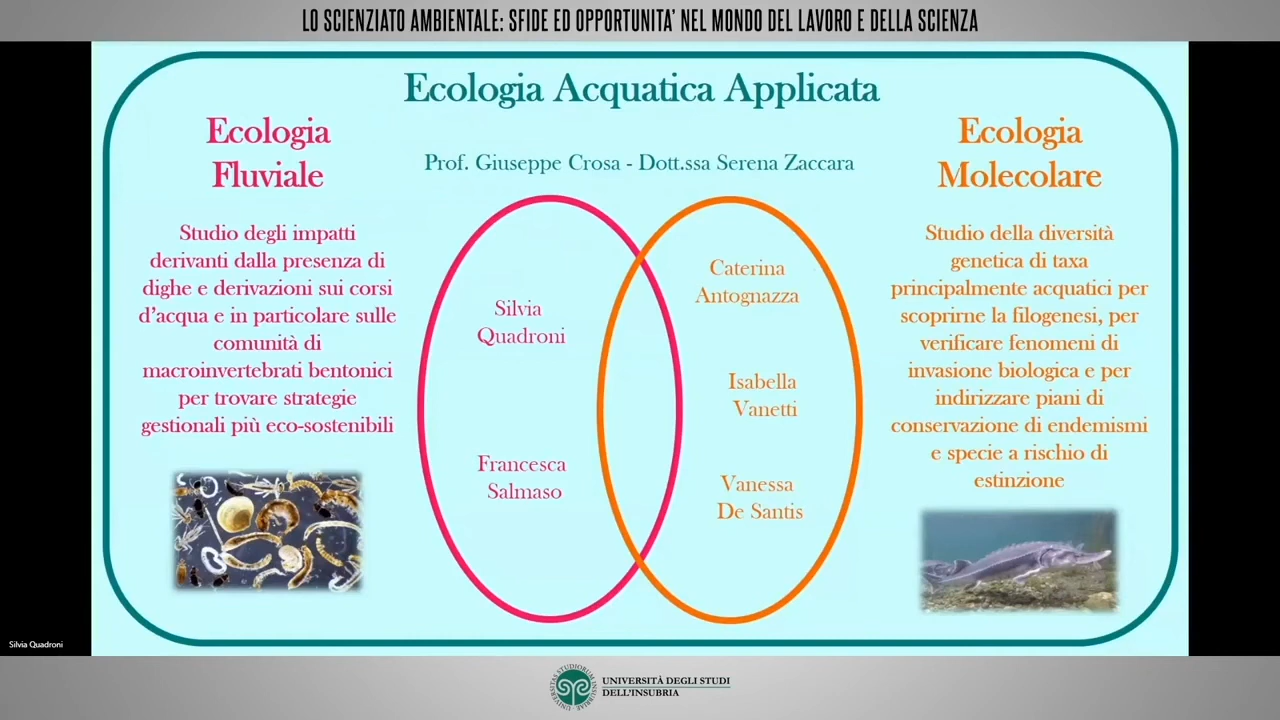 LO SCIENZIATO AMBIENTALE: SFIDE ED OPPORTUNITA' NEL MONDO DEL LAVORO E DELLA SCIENZA
Ecologia Acquatica Applicata
Prof. Giuseppe Crosa - Dott.ssa Serena Zaccara
Ecologia
Fluviale
Studio degli impatti
derivanti dalla presenza di
dighe e derivazioni sui corsi
d'acqua e in particolare sulle
comunità di
macroinvertebrati bentonici
per trovare strategie
gestionali più eco-sostenibili
Silvia
Quadroni
Francesca
Salmaso
Caterina
Antognazza
Isabella
Vanetti
Vanessa
De Santis
Ecologia
Molecolare
Studio della diversità
genetica di taxa
principalmente acquatici per
scoprirne la filogenesi, per
verificare fenomeni di
invasione biologica e per
indirizzare piani di
conservazione di endemismi
e specie a rischio di
estinzione
Silvia Quadroni
UNIVERSITÀ DEGLI STUDI
DELL'INSUBRIA